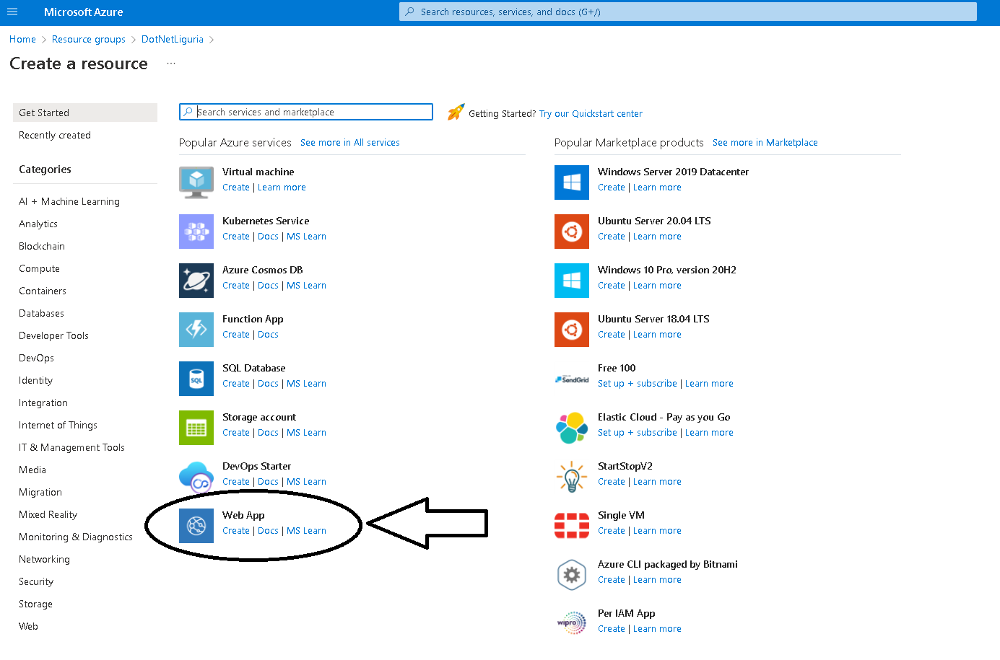 Microsoft Azure
Search resources, services, and docs (G+/)
Home > Resource groups > DotNetLiguria >
Create a resource ...
Get Started
Recently created
Categories
AI + Machine Learning
Analytics
Blockchain
Compute
Containers
Databases
Developer Tools
DevOps
Identity
Integration
Internet of Things
IT & Management Tools
Media
Migration
Mixed Reality
Monitoring & Diagnostics
Networking
Security
Storage
Web
Search services and marketplace
Getting Started? Try our Quickstart center
Popular Azure services See more in All services
Virtual machine
Create | Learn more
Kubernetes Service
Create | Docs | MS Learn
Azure Cosmos DB
Create | Docs | MS Learn
Function App
Create | Docs
SQL
SQL Database
Create | Docs | MS Learn
Storage account
Create | Docs | MS Learn
DevOps Starter
Create | Docs | MS Learn
Web App
Create | Docs | MS Learn
Popular Marketplace products See more in Marketplace
Windows Server 2019 Datacenter
Create | Learn more
Ubuntu Server 20.04 LTS
Create | Learn more
Windows 10 Pro, version 20H2
Create | Learn more
Ubuntu Server 18.04 LTS
Create | Learn more
SendGrid
Free 100
Set up + subscribe | Learn more
Elastic Cloud - Pay as you Go
Set up + subscribe | Learn more
StartStopV2
Create | Learn more
Single VM
Create | Learn more
Azure CLI packaged by Bitnami
Create | Learn more
wipro
Per IAM App
Create | Learn more